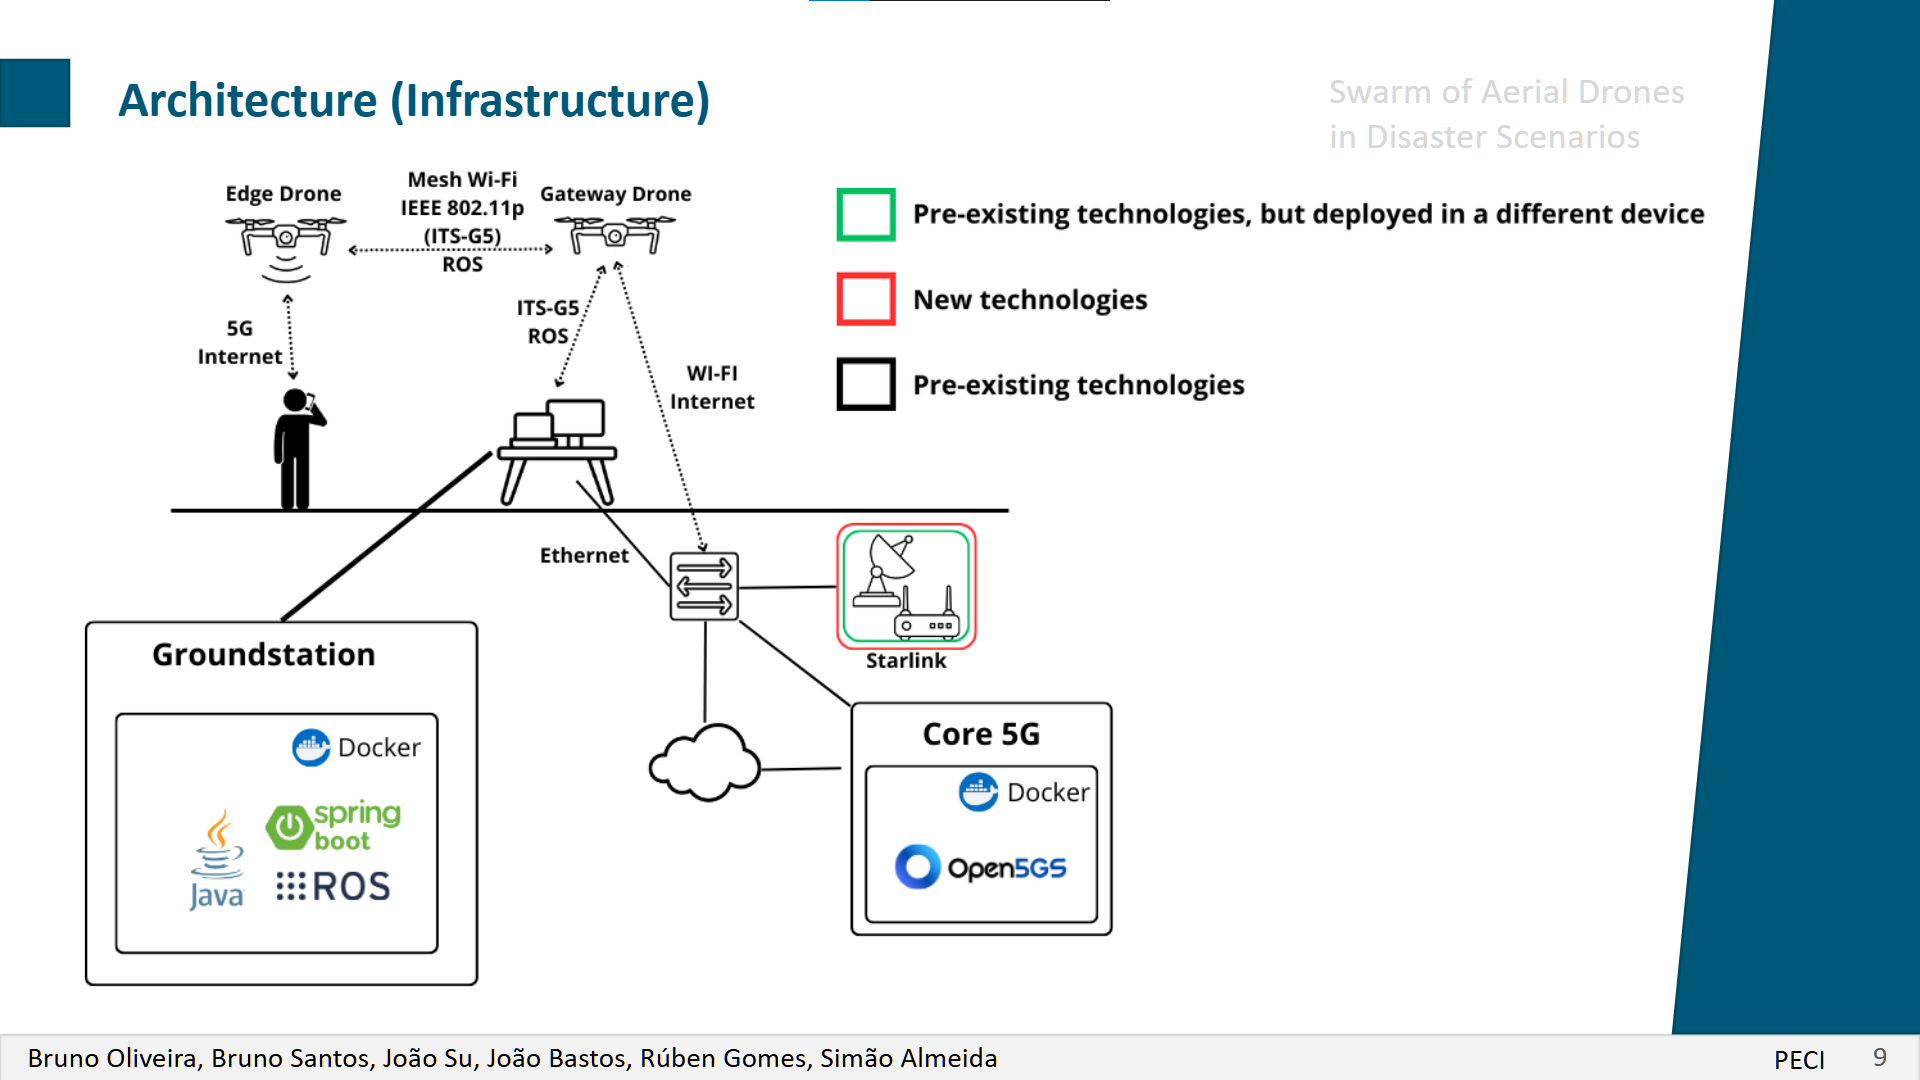 Architecture (Infrastructure)
Swarm of Aerial Drones
in Disaster Scenarios
Edge Drone
Mesh Wi-Fi
IEEE 802.11p
(ITS-G5)
ROS
Gateway Drone
5G
Internet
ITS-G5
ROS
WI-FI
Internet
Pre-existing technologies, but deployed in a different device
New technologies
Pre-existing technologies
Ethernet
Starlink
Groundstation
Docker
spring
boot
Java
ROS
Core 5G
Docker
Open5GS
Bruno Oliveira, Bruno Santos, João Su, João Bastos, Rúben Gomes, Simão Almeida
PECI
9